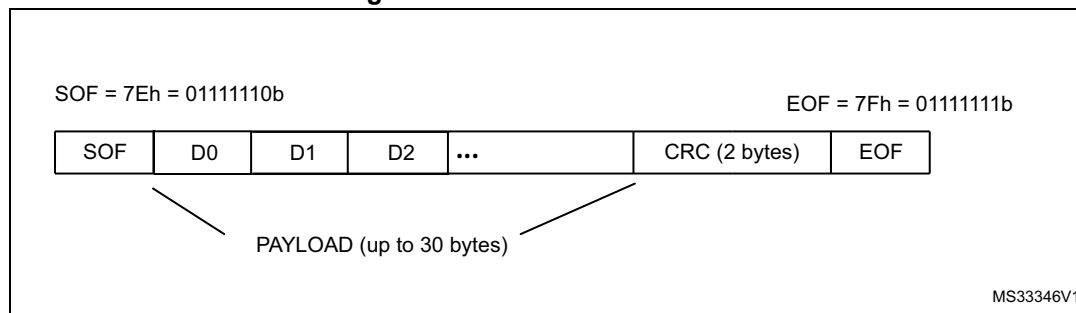 SOF = 7Eh = 01111110b
EOF = 7Fh = 01111111b
SOF D0 D1 D2 ... CRC (2 bytes) EOF
PAYLOAD (up to 30 bytes)
MS33346V1